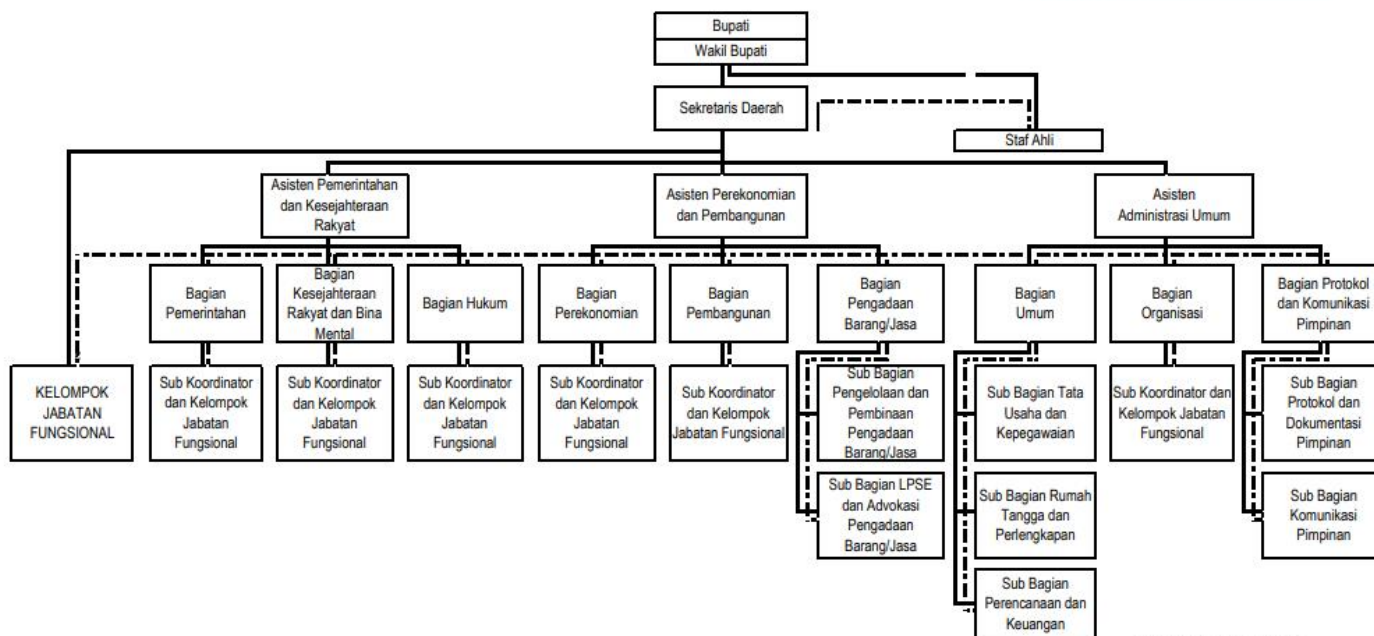 Bupati
Wakil Bupati
Sekretaris Daerah
Staf Ahli
Asisten Pemerintahan
dan Kesejahteraan
Rakyat
Asisten Perekonomian
dan Pembangunan
Asisten
Administrasi Umum
Bagian
Pemerintahan
Bagian
Kesejahteraan
Rakyat dan Bina
Mental
Bagian Hukum
Bagian
Perekonomian
Bagian
Pembangunan
Bagian
Pengadaan
Barang/Jasa
Bagian
Umum
Bagian
Organisasi
Bagian Protokol
dan Komunikasi
Pimpinan
KELOMPOK
JABATAN
FUNGSIONAL
Sub Koordinator
dan Kelompok
Jabatan
Fungsional
Sub Koordinator
dan Kelompok
Jabatan
Fungsional
Sub Koordinator
dan Kelompok
Jabatan
Fungsional
Sub Koordinator
dan Kelompok
Jabatan
Fungsional
Sub Koordinator
dan Kelompok
Jabatan Fungsional
Sub Bagian
Pengelolaan dan
Pembinaan
Pengadaan
Barang/Jasa
Sub Bagian Tata
Usaha dan
Kepegawaian
Sub Koordinator dan
Kelompok Jabatan
Fungsional
Sub Bagian
Protokol dan
Dokumentasi
Pimpinan
Sub Bagian LPSE
dan Advokasi
Pengadaan
Barang/Jasa
Sub Bagian Rumah
Tangga dan
Perlengkapan
Sub Bagian
Komunikasi
Pimpinan
Sub Bagian
Perencanaan dan
Keuangan